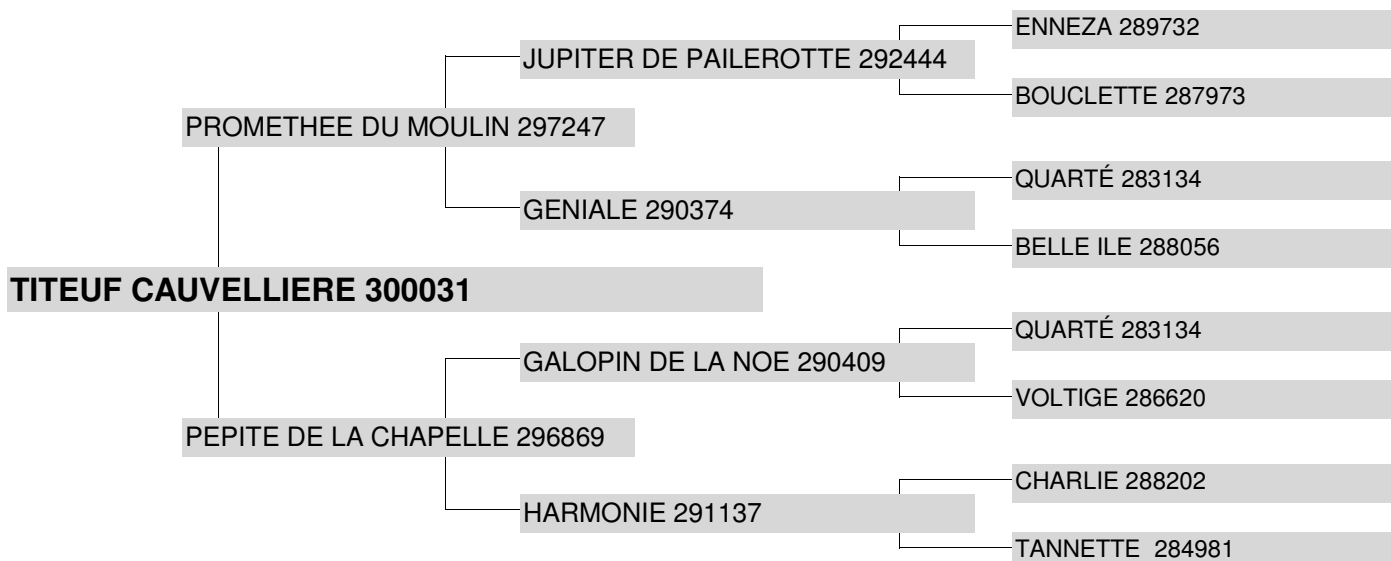 ENNEZA 289732
JUPITER DE PAILEROTTE 292444
BOUCLETTE 287973
PROMETHEE DU MOULIN 297247
QUARTÉ 283134
GENIALE 290374
BELLE ILE 288056
TITEUF CAUVELLIERE 300031
QUARTÉ 283134
GALOPIN DE LA NOE 290409
VOLTIGE 286620
PEPITE DE LA CHAPELLE 296869
CHARLIE 288202
HARMONIE 291137
TANNETTE 284981